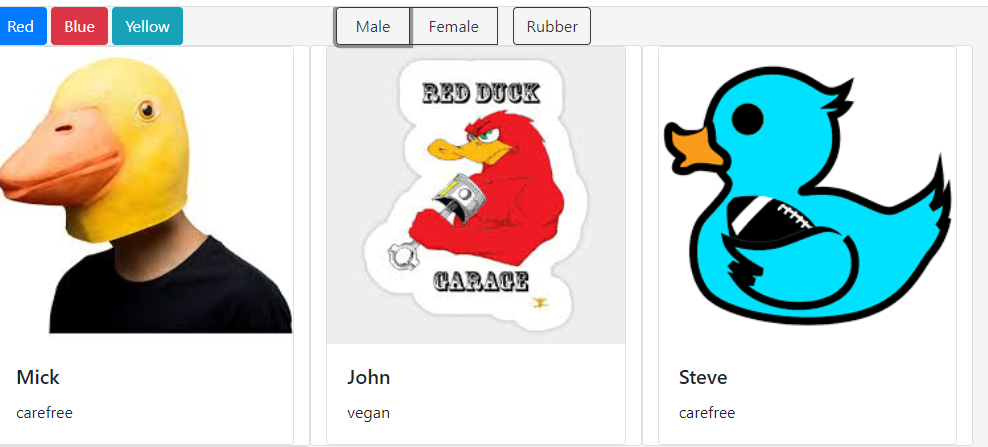 Red Blue Yellow Male Female Rubber
RED DUCK
GARAGE
Mick John Steve
carefree vegan carefree